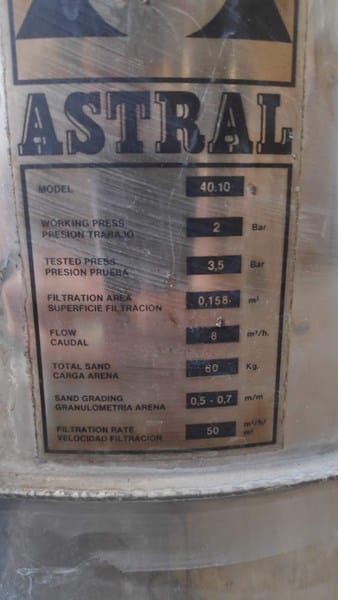 ASTRAL
MODEL 40.10
WORKING PRESS. 2 Bar
PRESION TRABAJO
TESTED PRESS. 3,5 Bar
PRESION PRUEBA
FILTRATION AREA 0,158 m²
SUPERFICIE FILTRACION
FLOW 8 m³/h.
CAUDAL
TOTAL SAND 60 Kg.
CARGA ARENA
SAND GRADING 0,5 - 0,7 m/m
GRANULOMETRIA ARENA
FILTRATION RATE 50 m³/h/
VELOCIDAD FILTRACION m²